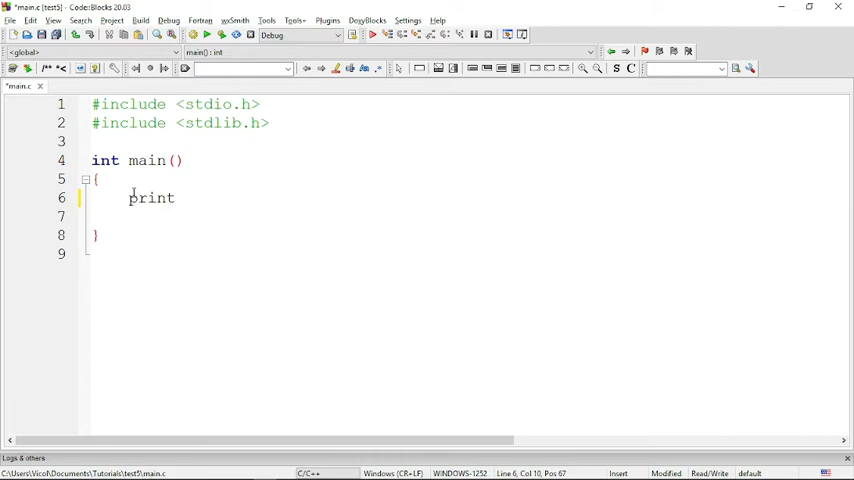 *main.c [test5] - Code::Blocks 20.03
File Edit View Search Project Build Debug Fortran wxSmith Tools Tools+ Plugins DoxyBlocks Settings Help
Debug
<global> main() : int
/** *< Aa .* S C
*main.c
1 #include <stdio.h>
2 #include <stdlib.h>
3
4 int main()
5 {
6 print
7
8 }
9
Logs & others
C:\Users\Vicol\Documents\Tutorials\test5\main.c C/C++ Windows (CR+LF) WINDOWS-1252 Line 6, Col 10, Pos 67 Insert Modified Read/Write default